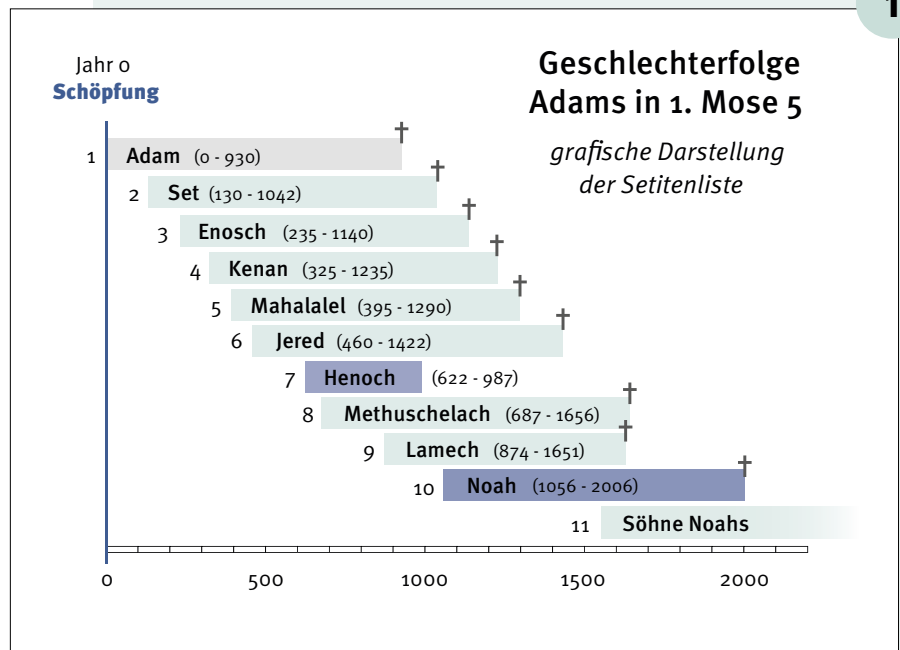 1
Jahr 0
Schöpfung
Geschlechterfolge
Adams in 1. Mose 5
grafische Darstellung
der Setitenliste
1 Adam (0 - 930)
2 Set (130 - 1042)
3 Enosch (235 - 1140)
4 Kenan (325 - 1235)
5 Mahalalel (395 - 1290)
6 Jered (460 - 1422)
7 Henoch (622 - 987)
8 Methuschelach (687 - 1656)
9 Lamech (874 - 1651)
10 Noah (1056 - 2006)
11 Söhne Noahs
0 500 1000 1500 2000